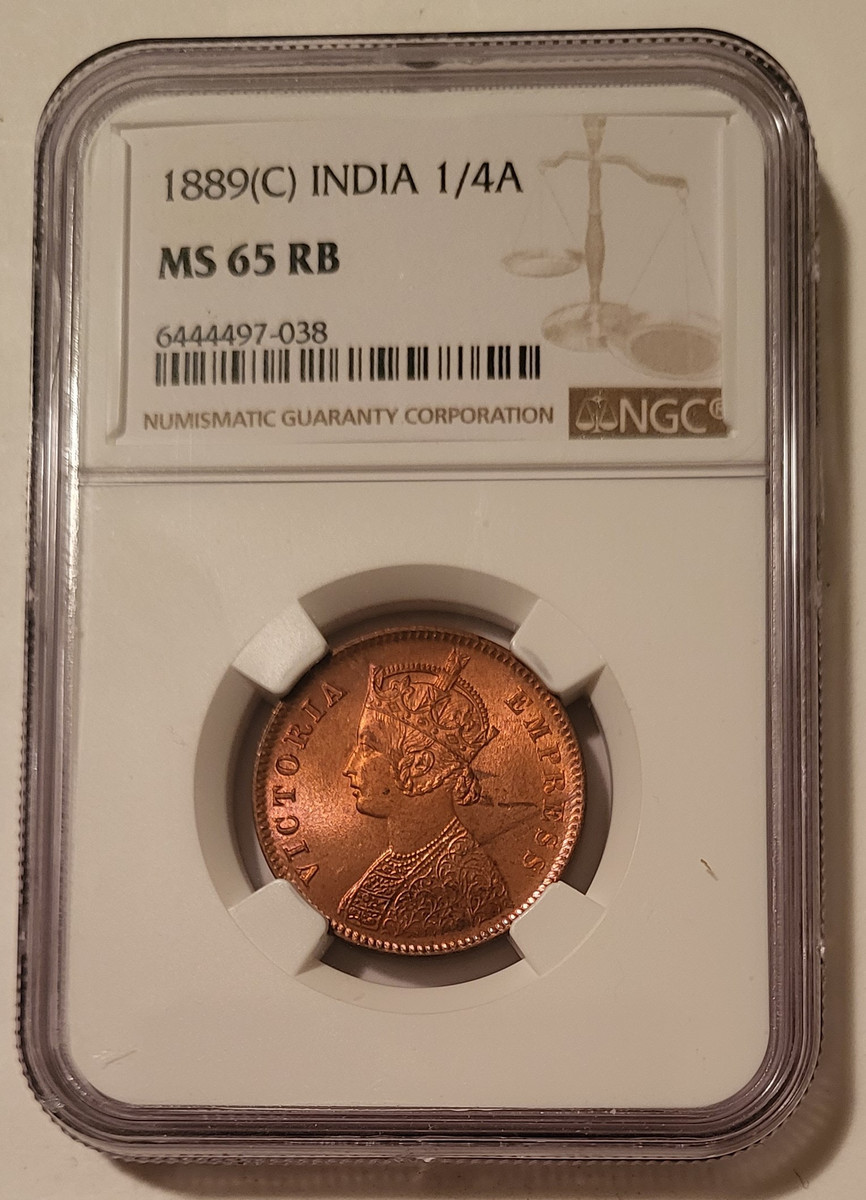 1889(C) INDIA 1/4A
MS 65 RB
6444497-038
NUMISMATIC GUARANTY CORPORATION
NGC®
VICTORIA EMPRESS